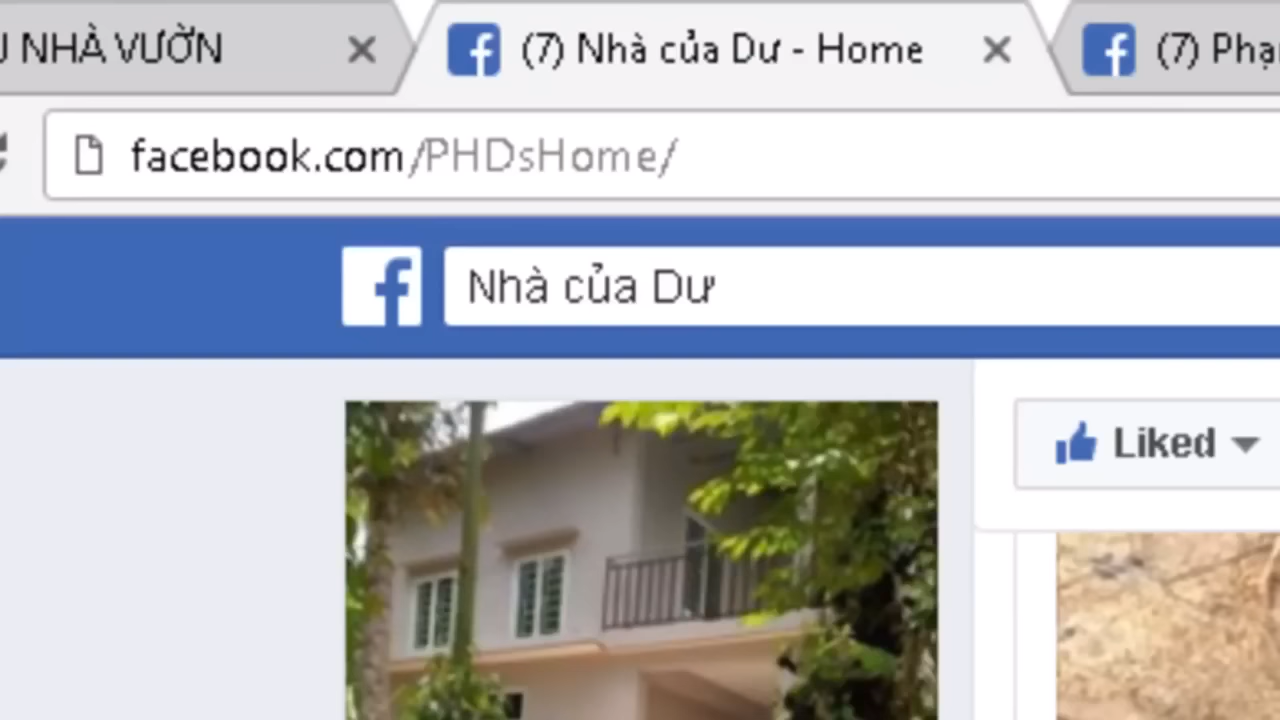 NHÀ VƯỜN
(7) Nhà của Dư - Home
(7)
facebook.com/PHDsHome/
Nhà của Dư
Liked